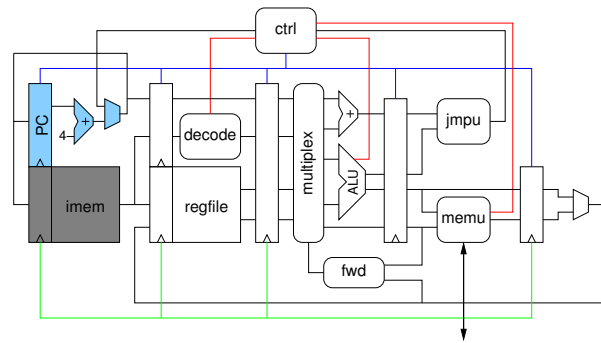 ctrl
PC
4
+
decode
multiplex
+
jmpu
ALU
imem
regfile
memu
fwd